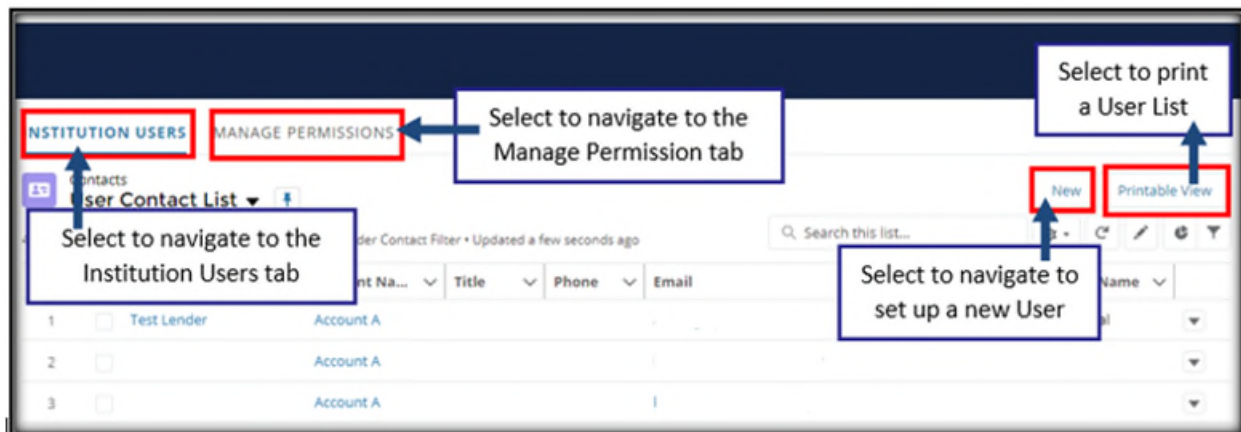 Select to print
a User List
NSTITUTION USERS
MANAGE PERMISSIONS
Select to navigate to the
Manage Permission tab
Contacts
User Contact List
New
Printable View
Select to navigate to the
Institution Users tab
der Contact Filter • Updated a few seconds ago
Search this list...
Select to navigate to
set up a new User
nt Na...
Title
Phone
Email
Name
1
Test Lender
Account A
al
2
Account A
3
Account A